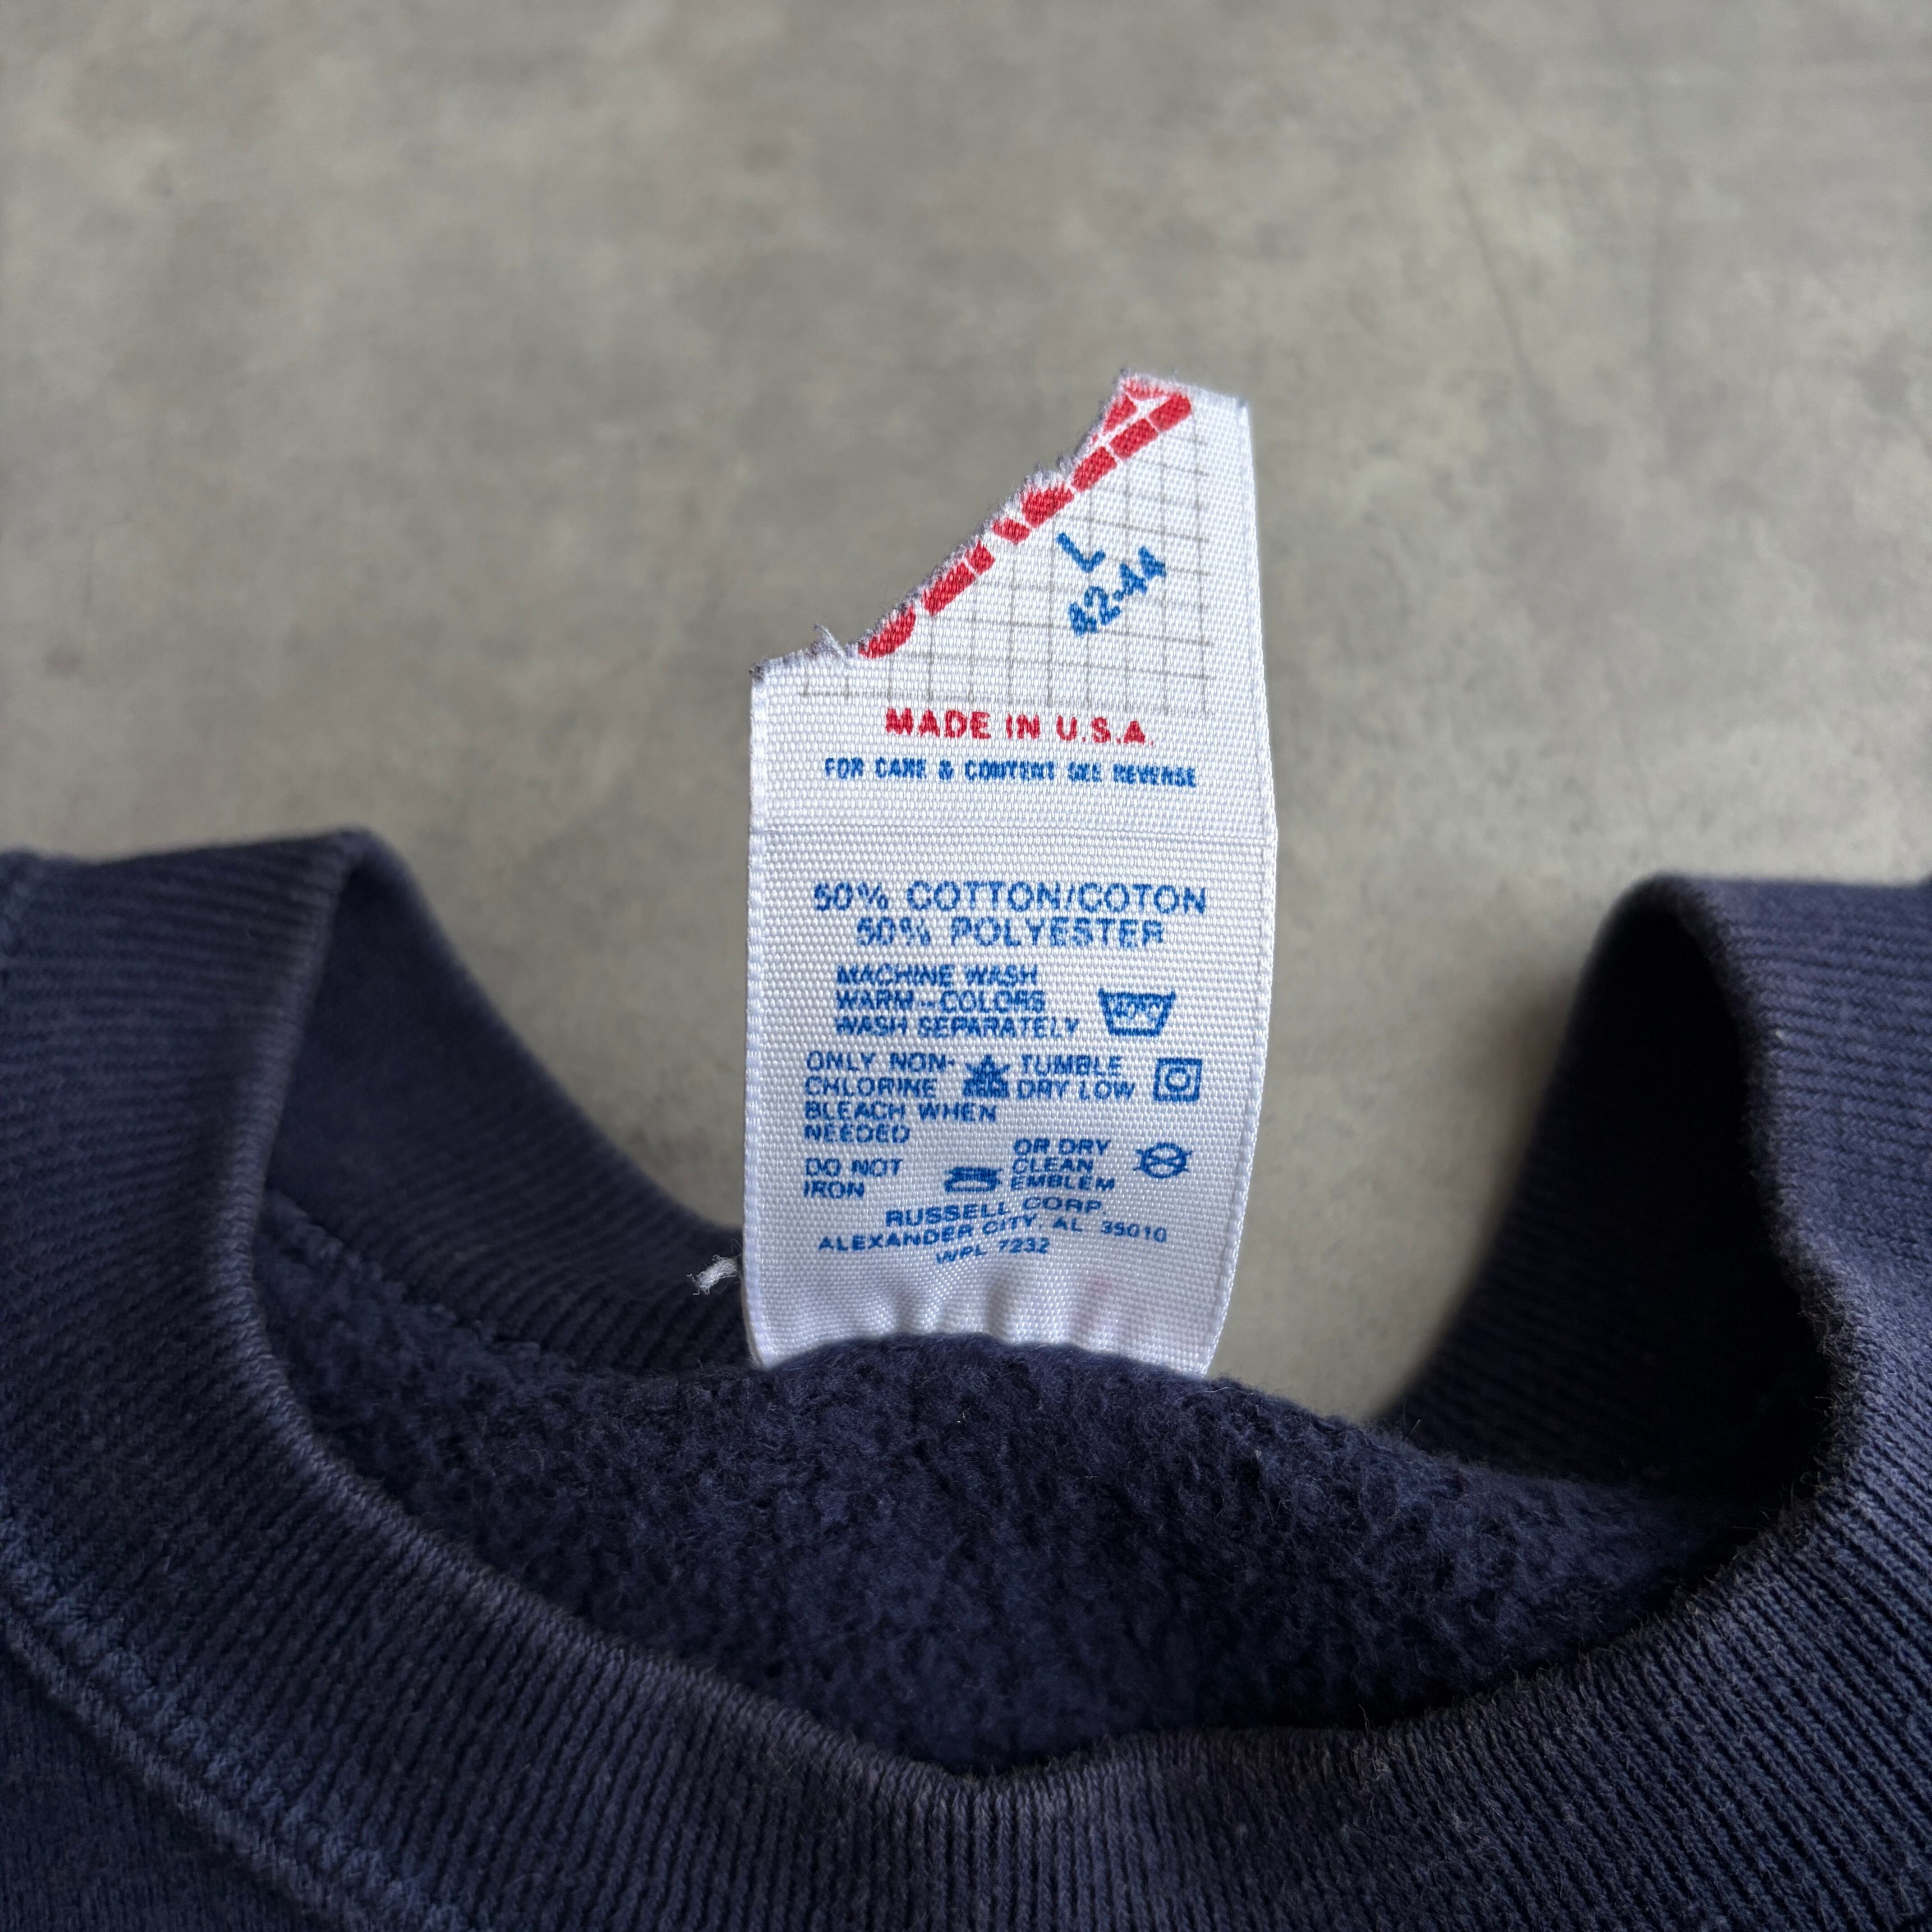 L
42-44
MADE IN U.S.A.
FOR CARE & CONTENT SEE REVERSE
50% COTTON/COTON
50% POLYESTER
MACHINE WASH
WARM-COLORS
WASH SEPARATELY
ONLY NON-
CHLORINE
BLEACH WHEN
NEEDED
TUMBLE
DRY LOW
DO NOT
IRON
OR DRY
CLEAN
EMBLEM
RUSSELL CORP.
ALEXANDER CITY, AL 35010
WPL 7232